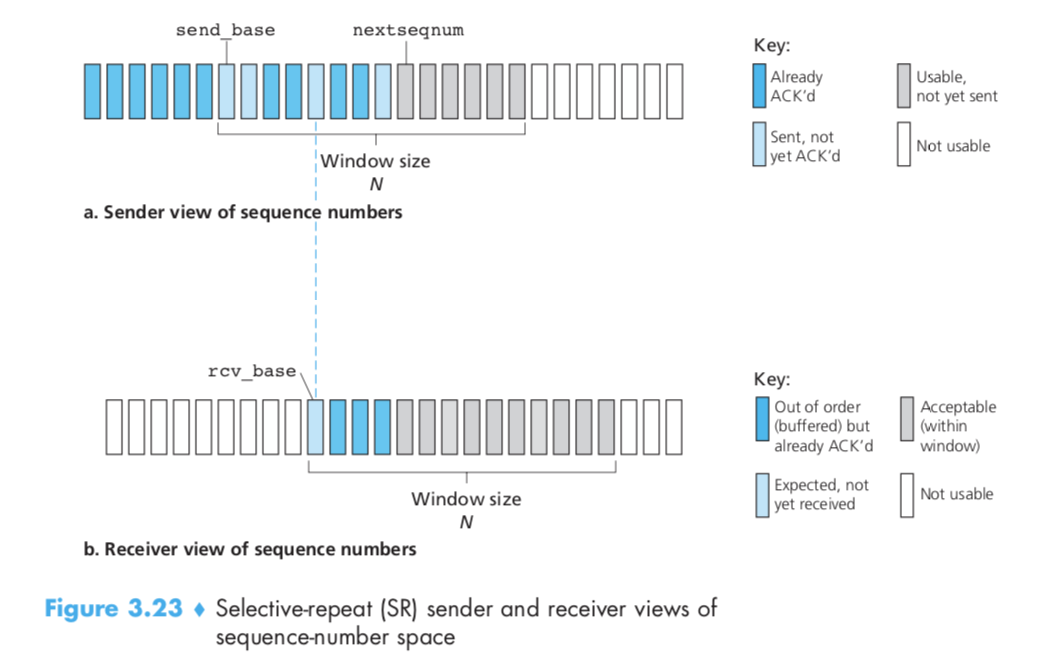 send_base
nextseqnum
Key:
Already
ACK'd
Usable,
not yet sent
Sent, not
yet ACK'd
Not usable
Window size
N
a. Sender view of sequence numbers
rcv_base
Key:
Out of order
(buffered) but
already ACK'd
Acceptable
(within
window)
Expected, not
yet received
Not usable
Window size
N
b. Receiver view of sequence numbers
Figure 3.23 ♦ Selective-repeat (SR) sender and receiver views of
sequence-number space